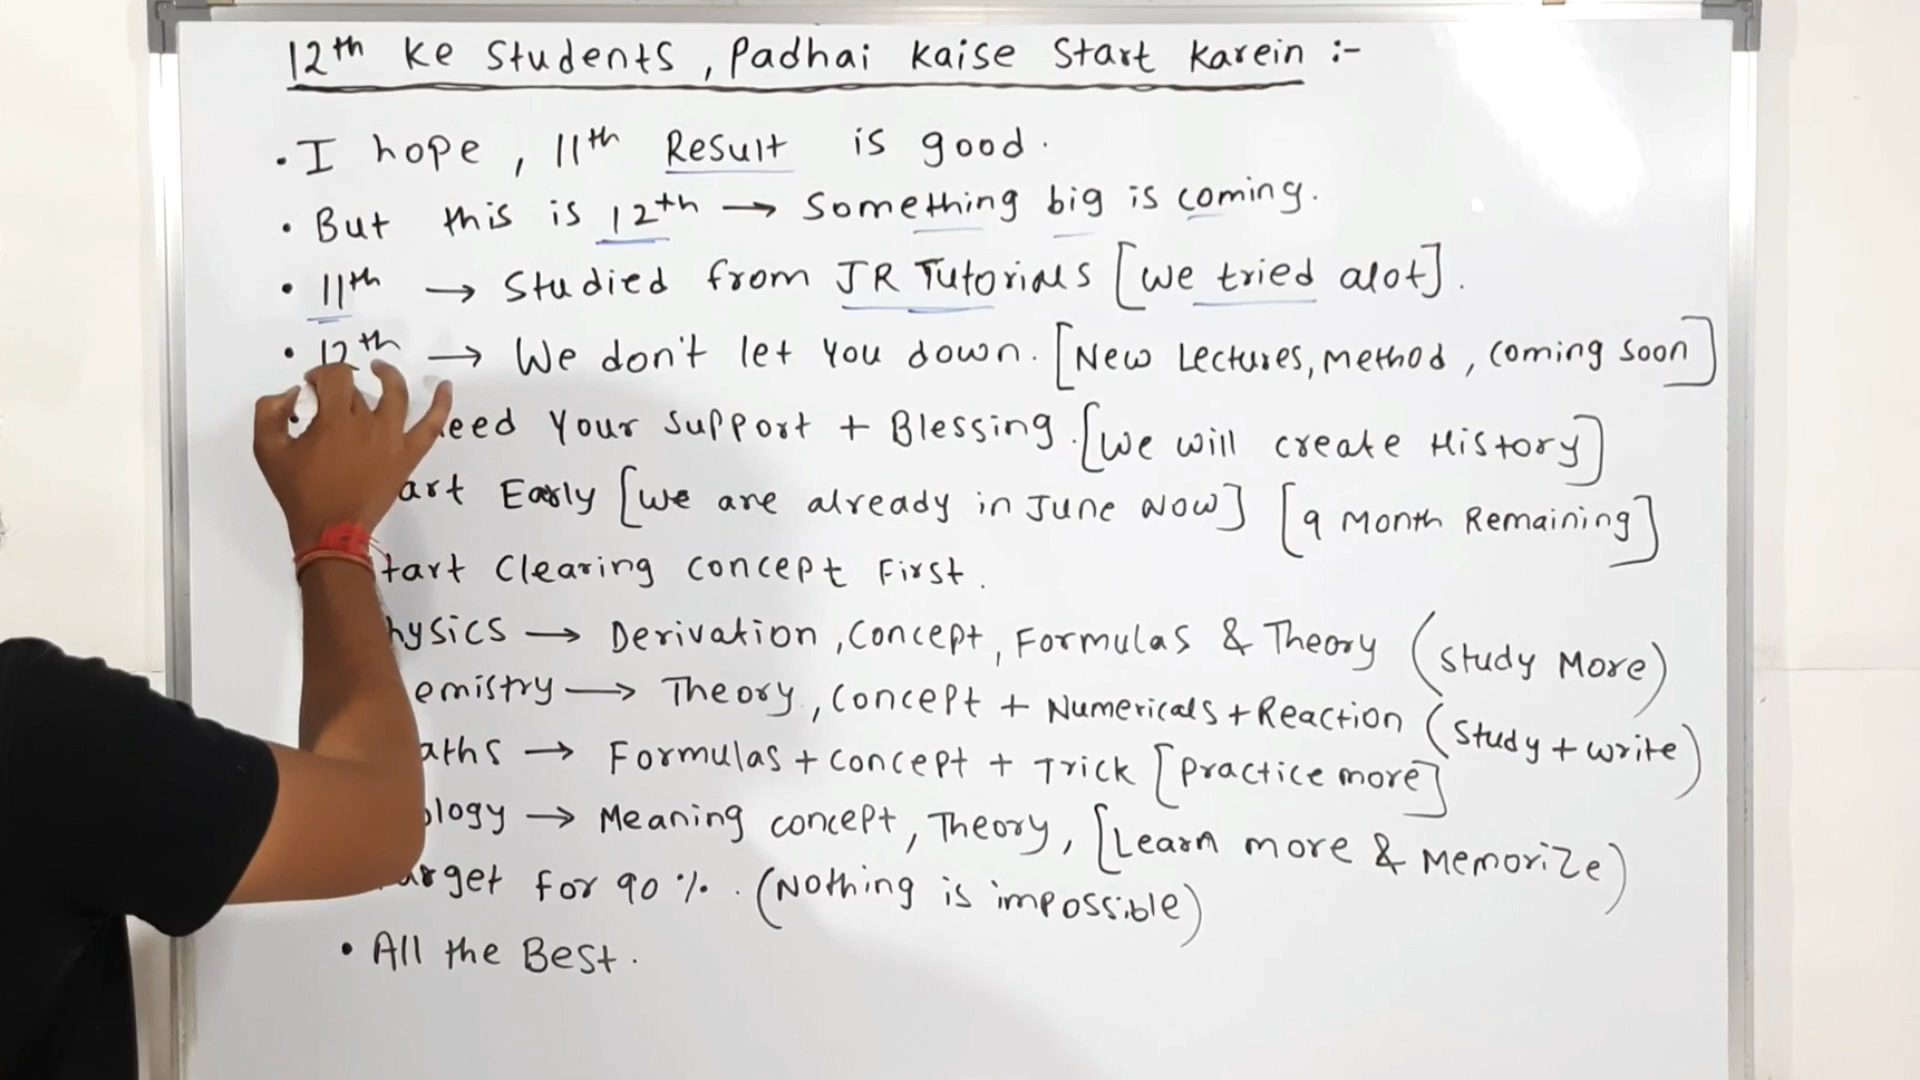 12th ke Students, Padhai kaise Start karein :-
• I hope, 11th Result is good.
• But this is 12th → Something big is coming.
• 11th → Studied from JR Tutorials [We tried alot].
• 12th → We don't let You down. [New Lectures, Method, Coming Soon]
eed Your Support + Blessing. [We will create History]
art Early [we are already in June Now] [9 Month Remaining]
tart Clearing Concept First.
hysics → Derivation, Concept, Formulas & Theory (Study More)
emistry → Theory, Concept + Numericals + Reaction (Study + write)
aths → Formulas + Concept + Trick [Practice more]
ology → Meaning concept, Theory, [Learn more & Memorize)
arget for 90 %. (Nothing is impossible)
• All the Best.